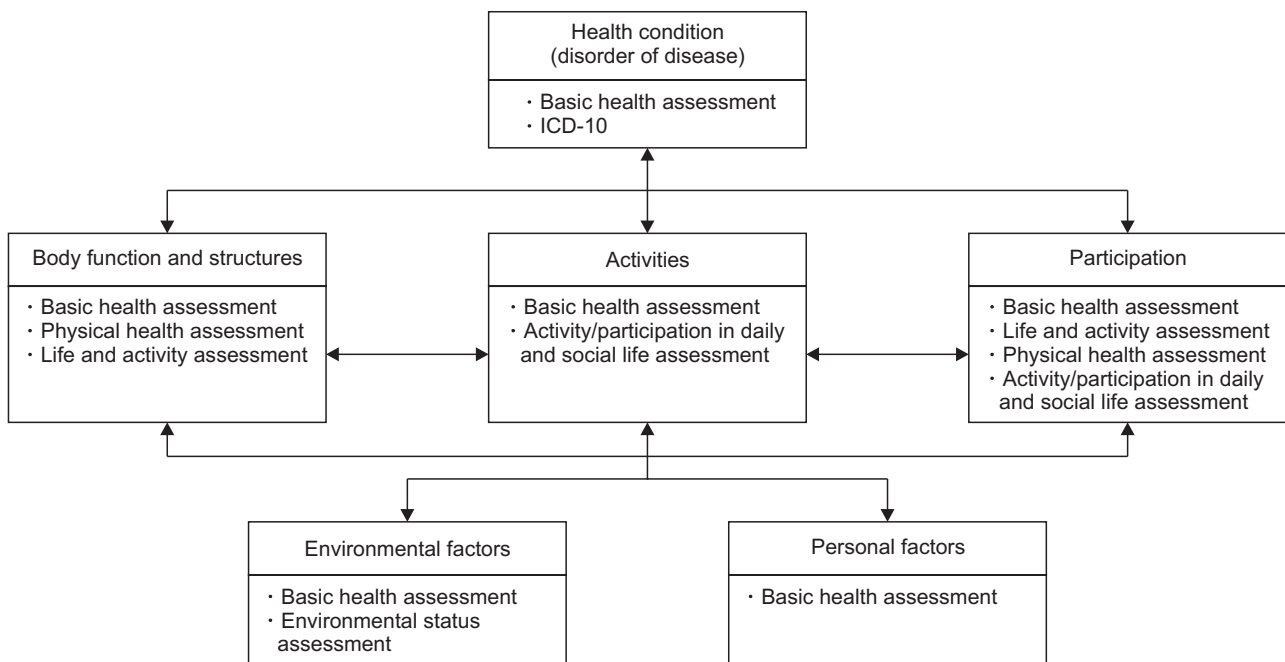 Health condition
(disorder of disease)
· Basic health assessment
· ICD-10
Body function and structures
· Basic health assessment
· Physical health assessment
· Life and activity assessment
Activities
· Basic health assessment
· Activity/participation in daily
and social life assessment
Participation
· Basic health assessment
· Life and activity assessment
· Physical health assessment
· Activity/participation in daily
and social life assessment
Environmental factors
· Basic health assessment
· Environmental status
assessment
Personal factors
· Basic health assessment